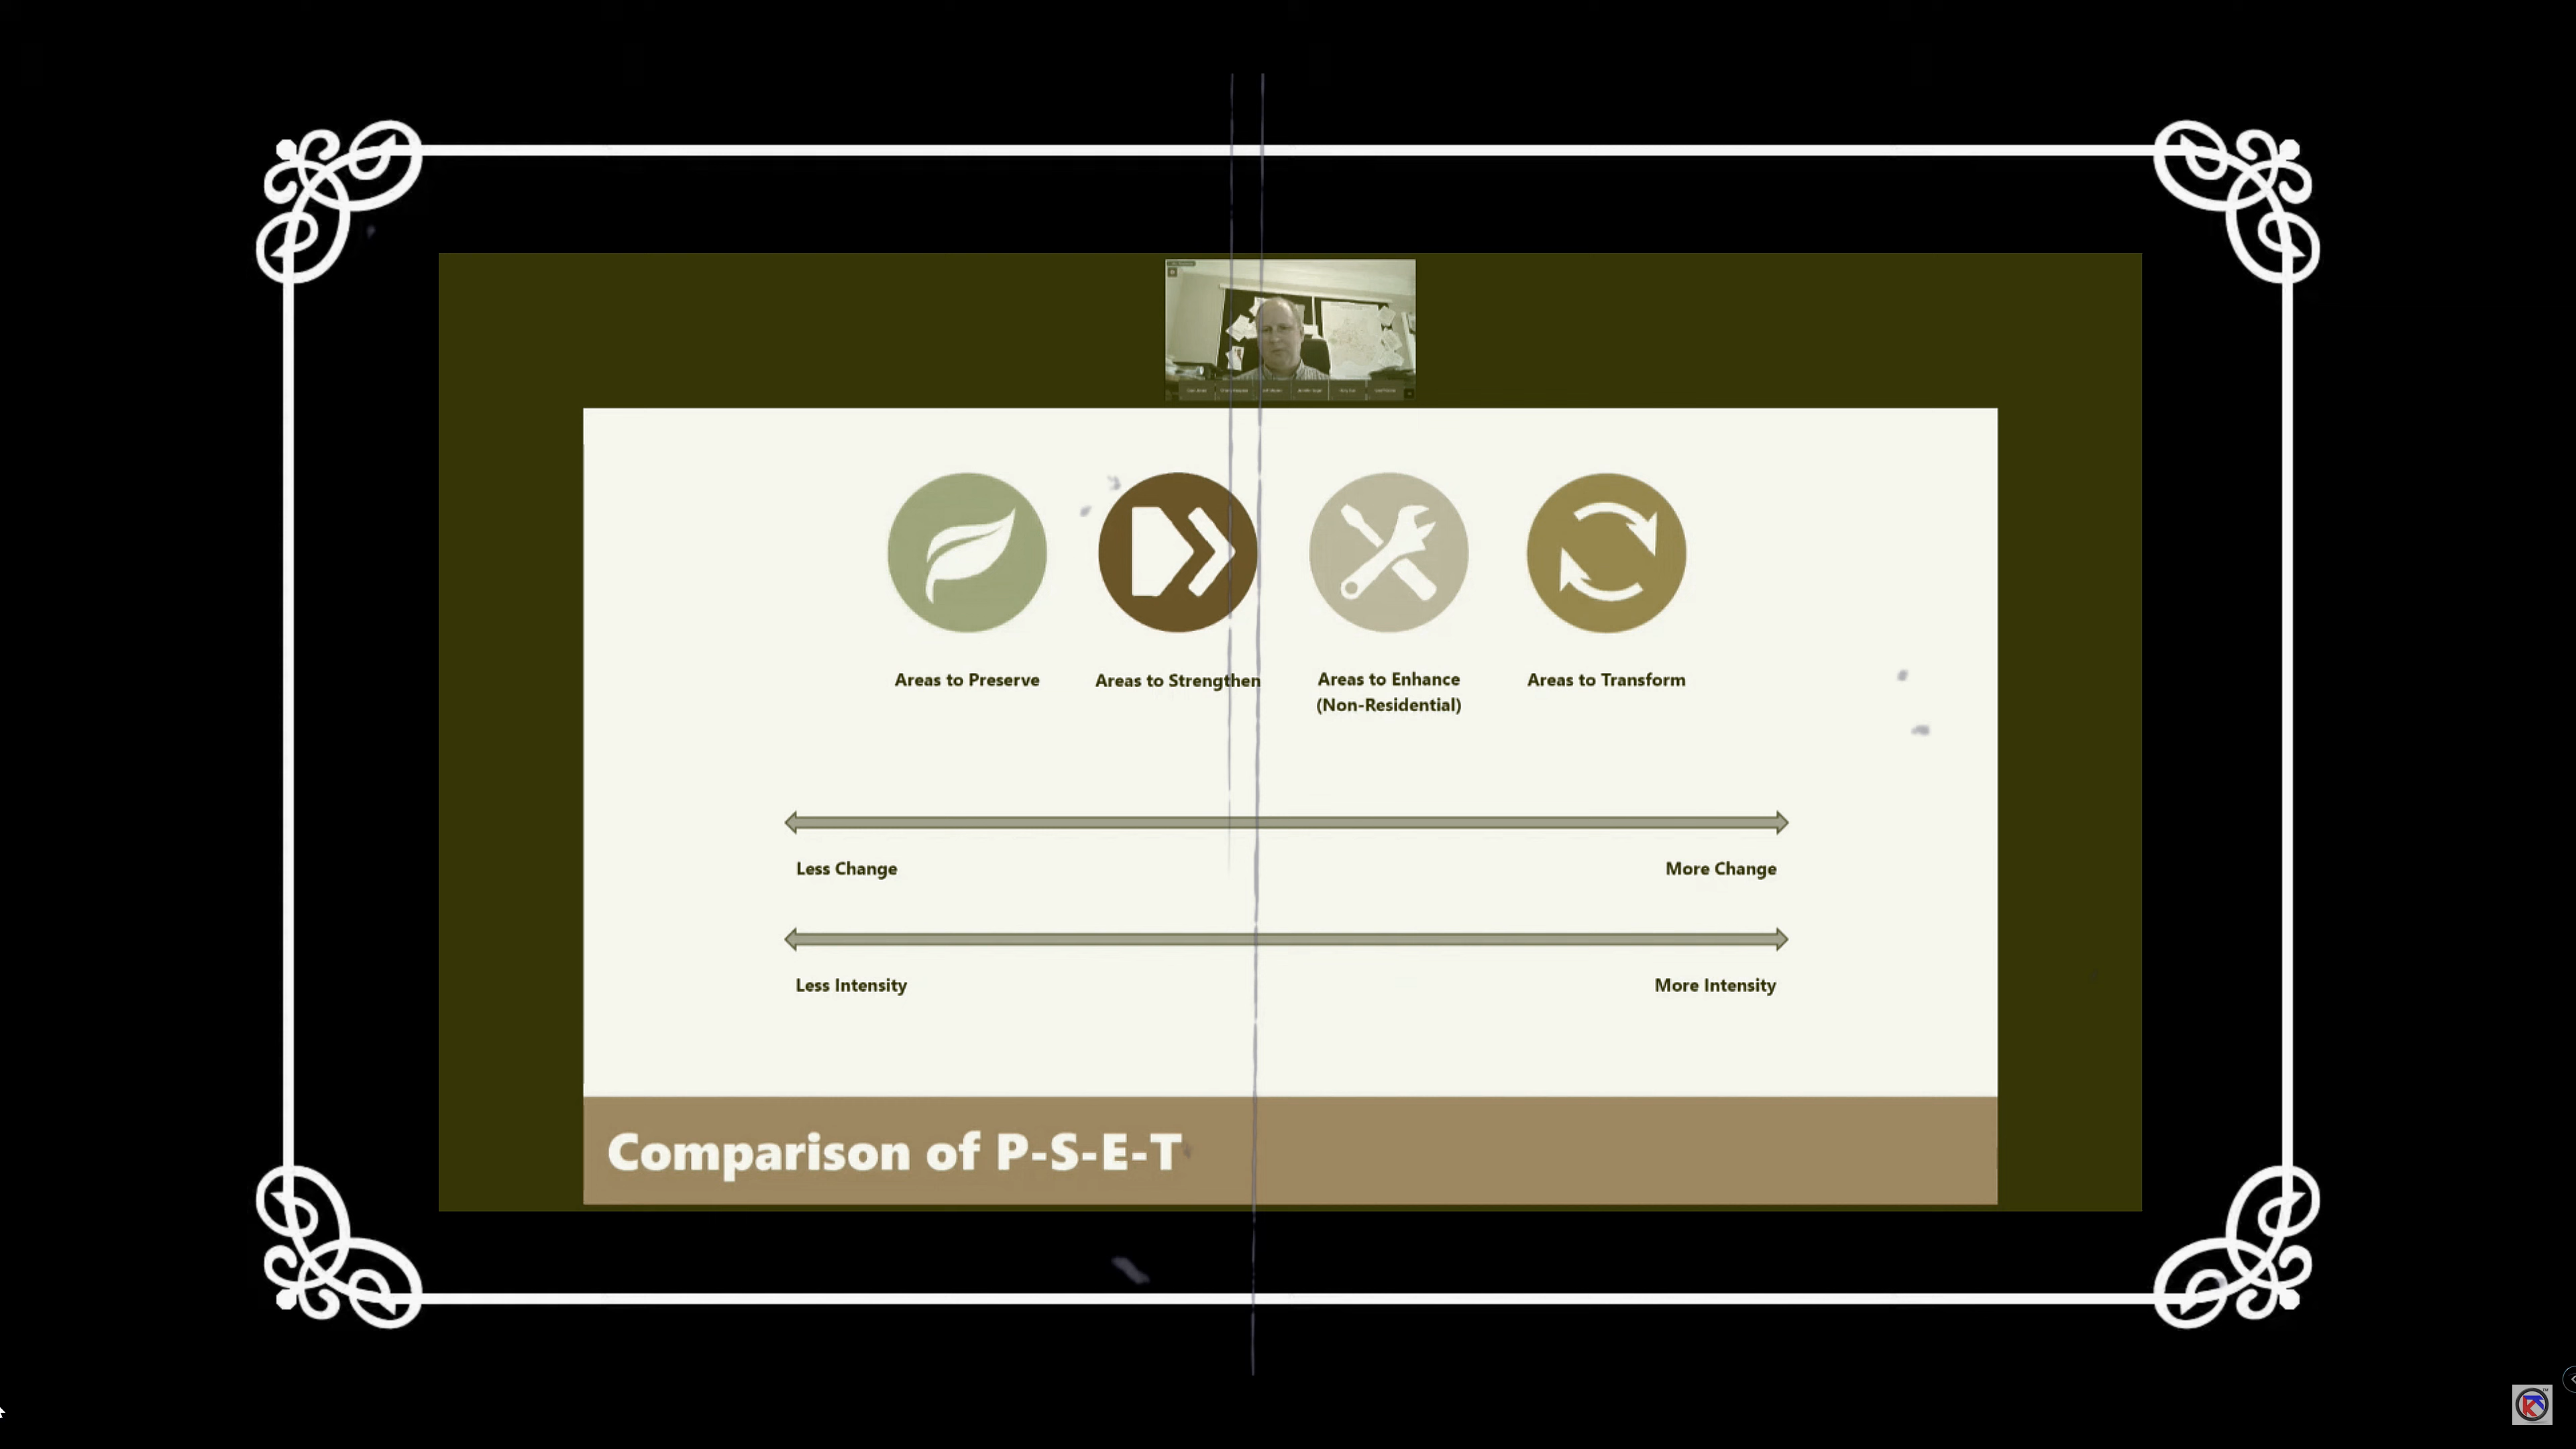 Areas to Preserve
Areas to Strengthen
Areas to Enhance
(Non-Residential)
Areas to Transform
Less Change
More Change
Less Intensity
More Intensity
Comparison of P-S-E-T